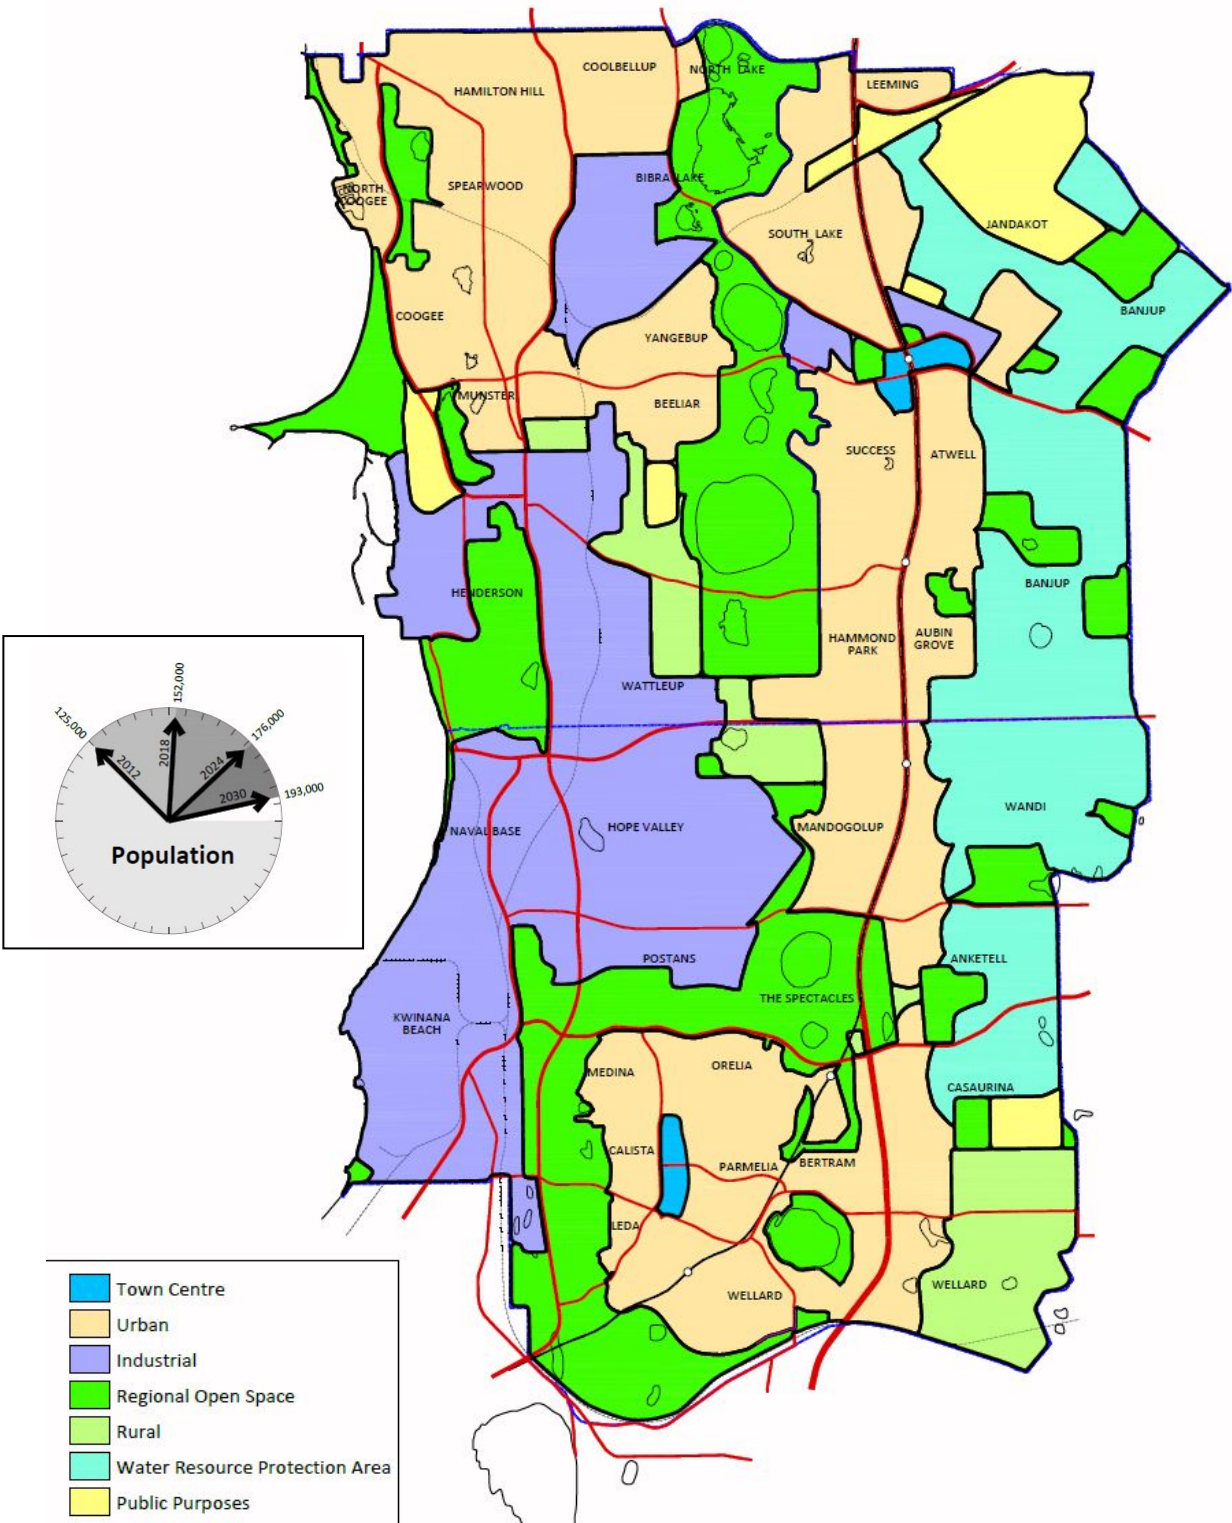 COOLBELLUP
NORTH LAKE
LEEMING
HAMILTON HILL
BIBRA LAKE
SPEARWOOD
NORTH
COOGEE
JANDAKOT
SOUTH LAKE
COOGEE
BANJUP
YANGEBUP
MUNSTER
BEELIAR
SUCCESS
ATWELL
HENDERSON
BANJUP
HAMMOND
PARK
AUBIN
GROVE
WATTLEUP
125,000
152,000
176,000
193,000
2012
2018
2024
2030
Population
NAVAL BASE
HOPE VALLEY
MANDOGOLUP
WANDI
POSTANS
ANKETELL
THE SPECTACLES
KWINANA
BEACH
MEDINA
ORELIA
CASAURINA
CALISTA
PARMELIA
BERTRAM
LEDA
WELLARD
WELLARD
Town Centre
Urban
Industrial
Regional Open Space
Rural
Water Resource Protection Area
Public Purposes